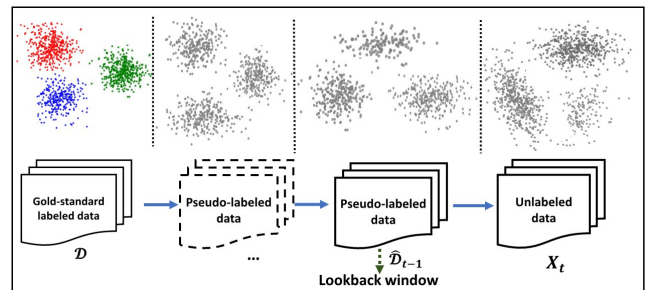 Gold-standard
labeled data
𝒟
Pseudo-labeled
data
...
Pseudo-labeled
data
𝒟̂ₜ₋₁
Lookback window
Unlabeled
data
Xₜ